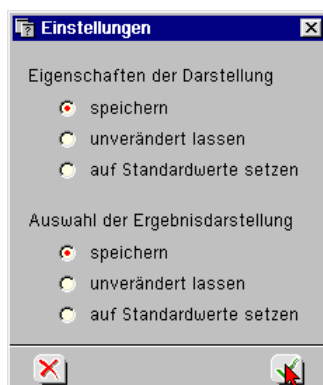 Einstellungen
Eigenschaften der Darstellung
speichern
unverändert lassen
auf Standardwerte setzen
Auswahl der Ergebnisdarstellung
speichern
unverändert lassen
auf Standardwerte setzen